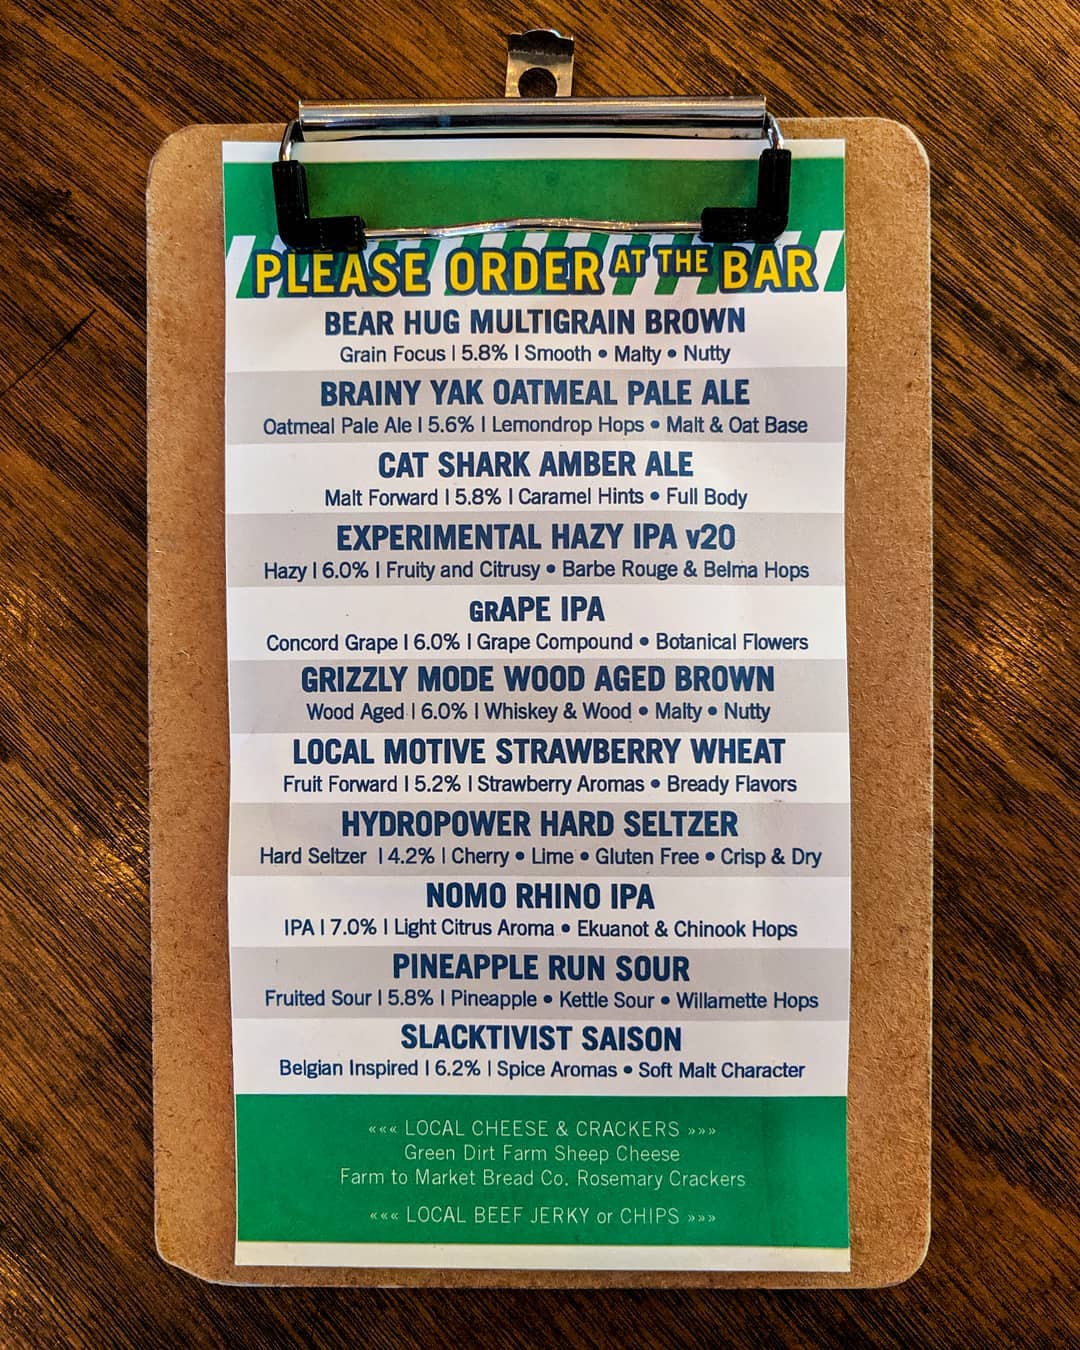 PLEASE ORDER AT THE BAR
BEAR HUG MULTIGRAIN BROWN
Grain Focus | 5.8% | Smooth • Malty • Nutty
BRAINY YAK OATMEAL PALE ALE
Oatmeal Pale Ale | 5.6% | Lemondrop Hops • Malt & Oat Base
CAT SHARK AMBER ALE
Malt Forward | 5.8% | Caramel Hints • Full Body
EXPERIMENTAL HAZY IPA v20
Hazy | 6.0% | Fruity and Citrusy • Barbe Rouge & Belma Hops
GRAPE IPA
Concord Grape | 6.0% | Grape Compound • Botanical Flowers
GRIZZLY MODE WOOD AGED BROWN
Wood Aged | 6.0% | Whiskey & Wood • Malty • Nutty
LOCAL MOTIVE STRAWBERRY WHEAT
Fruit Forward | 5.2% | Strawberry Aromas • Bready Flavors
HYDROPOWER HARD SELTZER
Hard Seltzer | 4.2% | Cherry • Lime • Gluten Free • Crisp & Dry
NOMO RHINO IPA
IPA | 7.0% | Light Citrus Aroma • Ekuanot & Chinook Hops
PINEAPPLE RUN SOUR
Fruited Sour | 5.8% | Pineapple • Kettle Sour • Willamette Hops
SLACKTIVIST SAISON
Belgian Inspired | 6.2% | Spice Aromas • Soft Malt Character
««« LOCAL CHEESE & CRACKERS »»»
Green Dirt Farm Sheep Cheese
Farm to Market Bread Co. Rosemary Crackers
««« LOCAL BEEF JERKY or CHIPS »»»